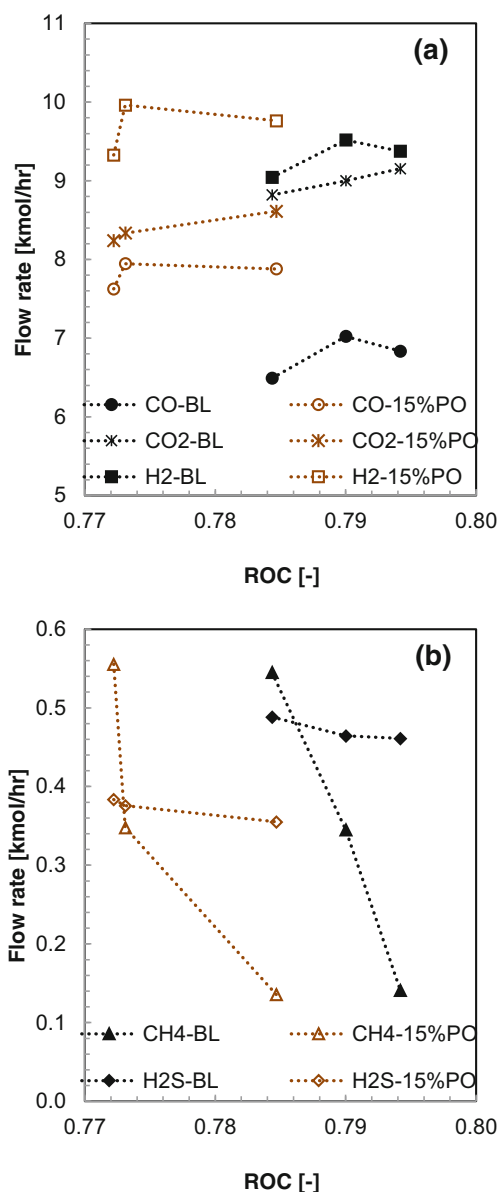 (a)
11
10
9
8
7
6
5
Flow rate [kmol/hr]
CO-BL
CO-15%PO
CO2-BL
CO2-15%PO
H2-BL
H2-15%PO
0.77
0.78
0.79
0.80
ROC [-]
(b)
0.6
0.5
0.4
0.3
0.2
0.1
0.0
Flow rate [kmol/hr]
CH4-BL
CH4-15%PO
H2S-BL
H2S-15%PO
0.77
0.78
0.79
0.80
ROC [-]